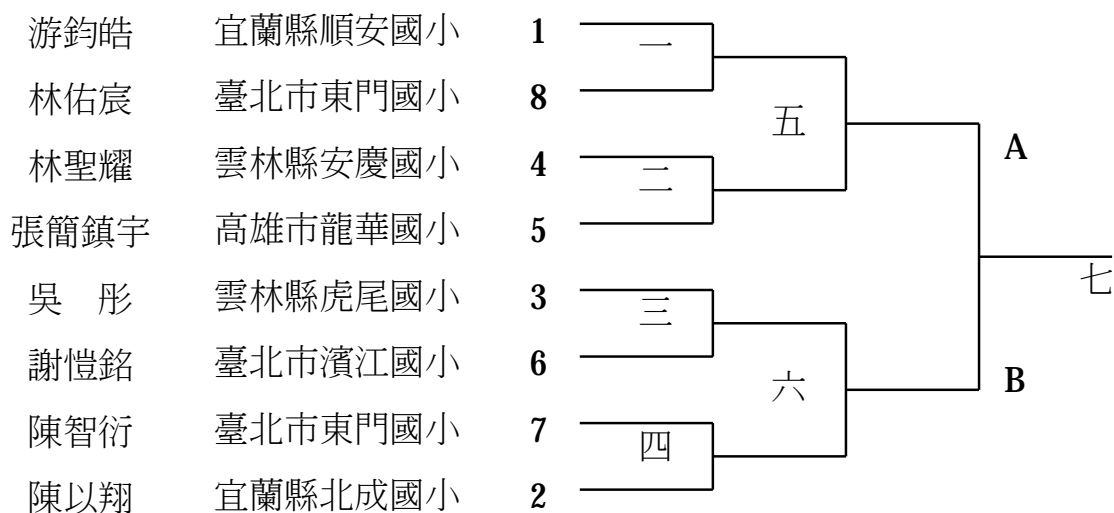 游鈞皓 宜蘭縣順安國小 1
一
林佑宸 臺北市東門國小 8
五
林聖耀 雲林縣安慶國小 4
A
二
張簡鎮宇 高雄市龍華國小 5
七
吳 彤 雲林縣虎尾國小 3
三
謝愷銘 臺北市濱江國小 6
六
B
陳智衍 臺北市東門國小 7
四
陳以翔 宜蘭縣北成國小 2